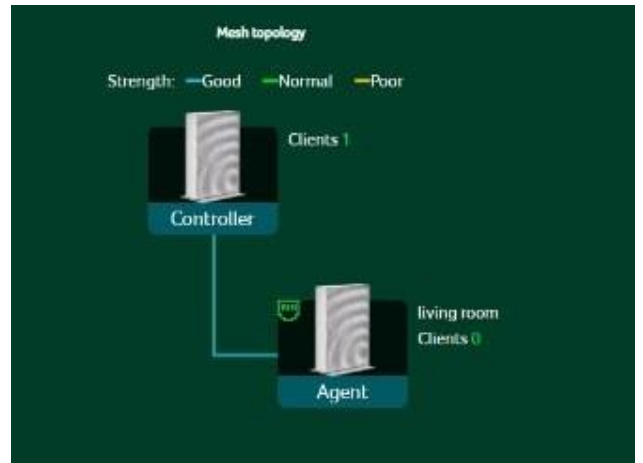 Mesh topology
Strength: Good Normal Poor
Clients 1
Controller
living room
Clients 0
Agent